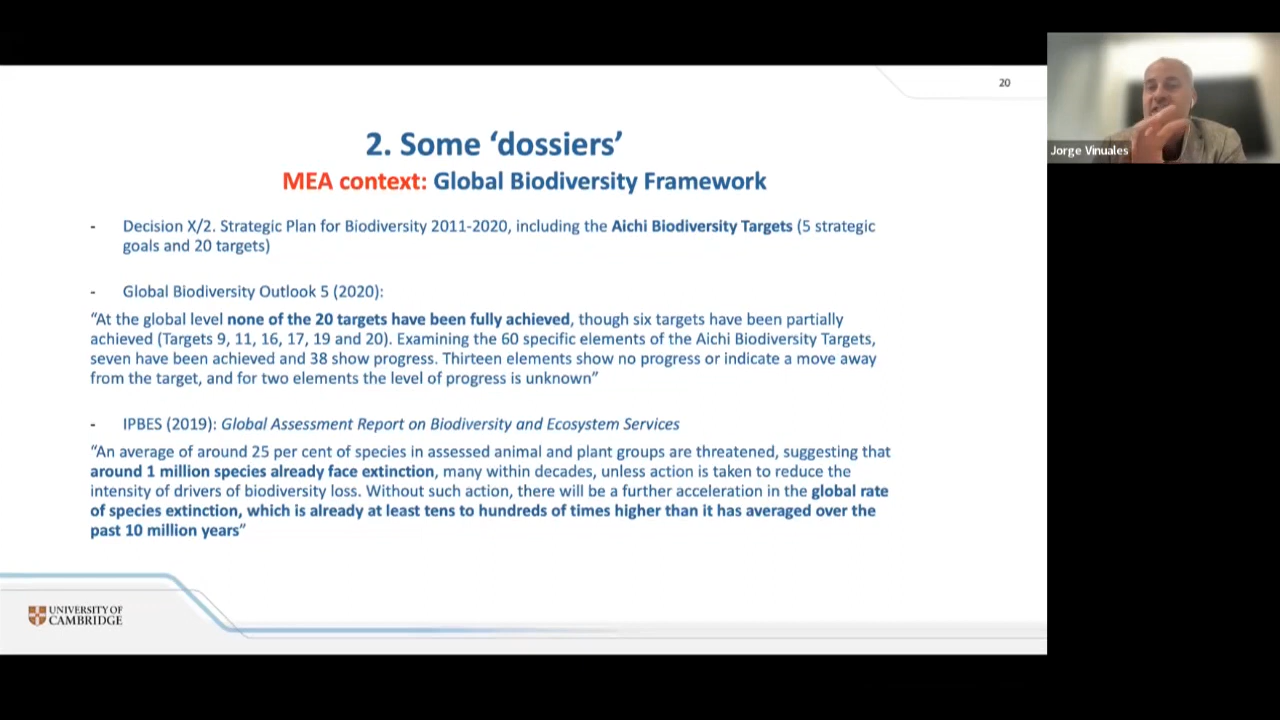 20
2. Some ‘dossiers’
MEA context: Global Biodiversity Framework
- Decision X/2. Strategic Plan for Biodiversity 2011-2020, including the Aichi Biodiversity Targets (5 strategic
goals and 20 targets)
- Global Biodiversity Outlook 5 (2020):
“At the global level none of the 20 targets have been fully achieved, though six targets have been partially
achieved (Targets 9, 11, 16, 17, 19 and 20). Examining the 60 specific elements of the Aichi Biodiversity Targets,
seven have been achieved and 38 show progress. Thirteen elements show no progress or indicate a move away
from the target, and for two elements the level of progress is unknown”
- IPBES (2019): Global Assessment Report on Biodiversity and Ecosystem Services
“An average of around 25 per cent of species in assessed animal and plant groups are threatened, suggesting that
around 1 million species already face extinction, many within decades, unless action is taken to reduce the
intensity of drivers of biodiversity loss. Without such action, there will be a further acceleration in the global rate
of species extinction, which is already at least tens to hundreds of times higher than it has averaged over the
past 10 million years”
UNIVERSITY OF
CAMBRIDGE
Jorge Vinuales